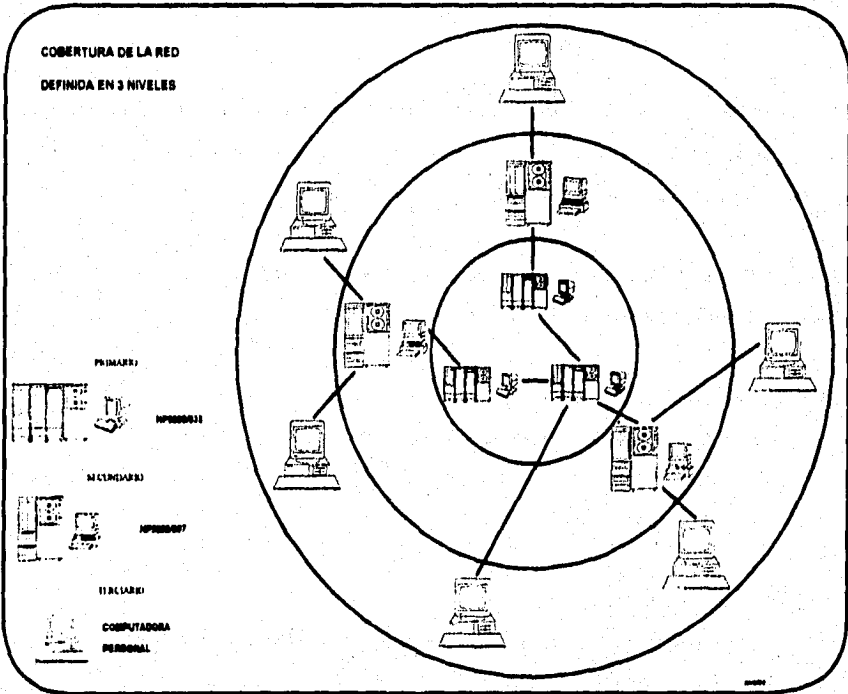 COBERTURA DE LA RED
DEFINIDA EN 3 NIVELES
PRIMARIO
SECUNDARIO
TERCIARIO
COMPUTADORA
PERSONAL